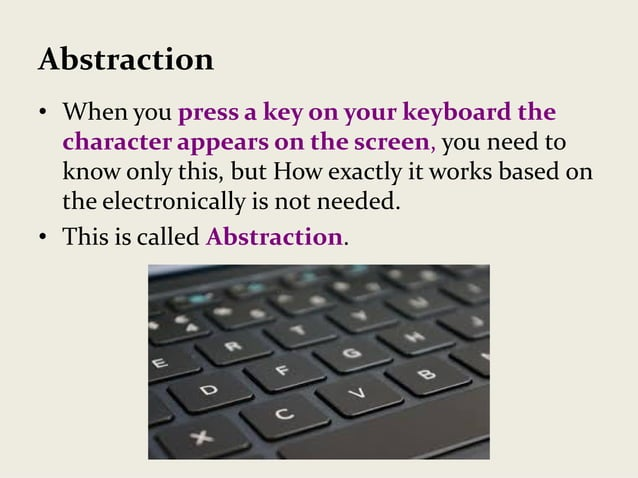 Abstraction
• When you press a key on your keyboard the
character appears on the screen, you need to
know only this, but How exactly it works based on
the electronically is not needed.
• This is called Abstraction.
E R T Y
D F G H
X C V B